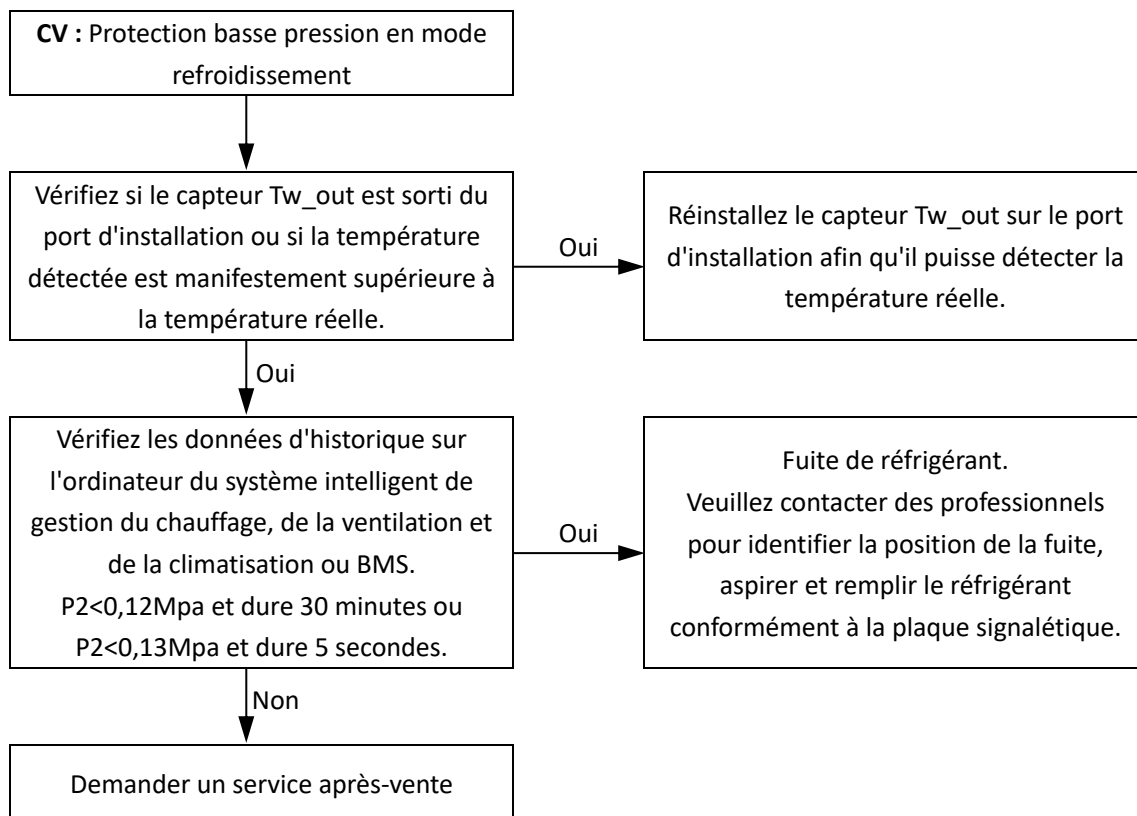 CV : Protection basse pression en mode
refroidissement
Vérifiez si le capteur Tw_out est sorti du
port d'installation ou si la température
détectée est manifestement supérieure à
la température réelle.
Oui
Réinstallez le capteur Tw_out sur le port
d'installation afin qu'il puisse détecter la
température réelle.
Oui
Vérifiez les données d'historique sur
l'ordinateur du système intelligent de
gestion du chauffage, de la ventilation et
de la climatisation ou BMS.
P2<0,12Mpa et dure 30 minutes ou
P2<0,13Mpa et dure 5 secondes.
Oui
Fuite de réfrigérant.
Veuillez contacter des professionnels
pour identifier la position de la fuite,
aspirer et remplir le réfrigérant
conformément à la plaque signalétique.
Non
Demander un service après-vente